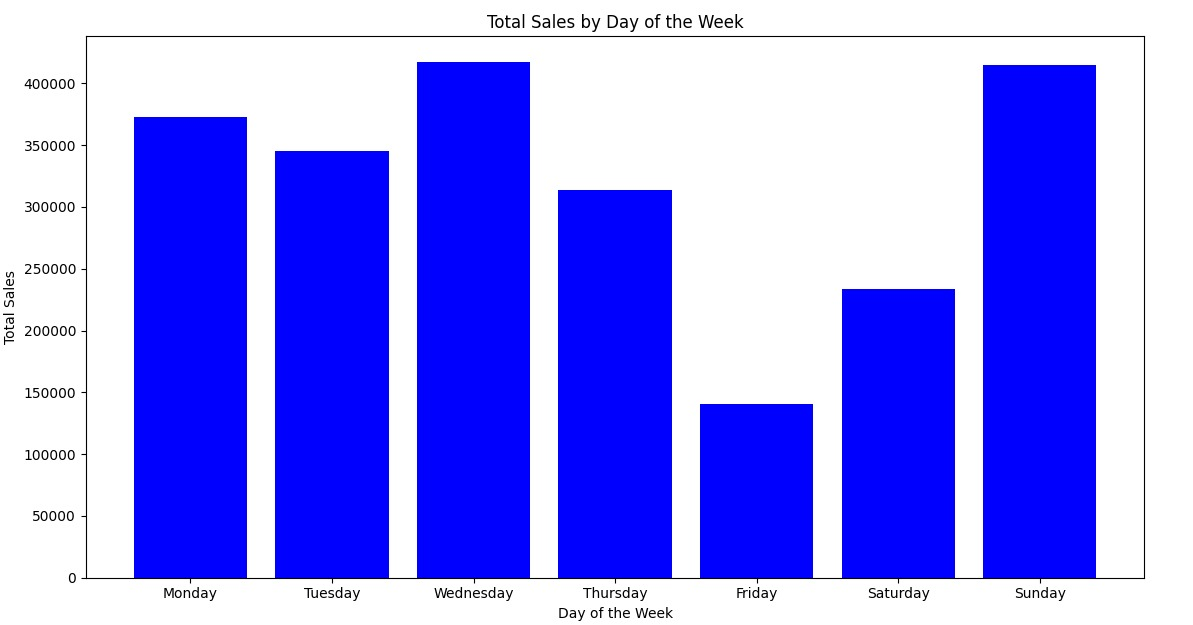 Total Sales by Day of the Week
Total Sales
400000
350000
300000
250000
200000
150000
100000
50000
0
Monday Tuesday Wednesday Thursday Friday Saturday Sunday
Day of the Week